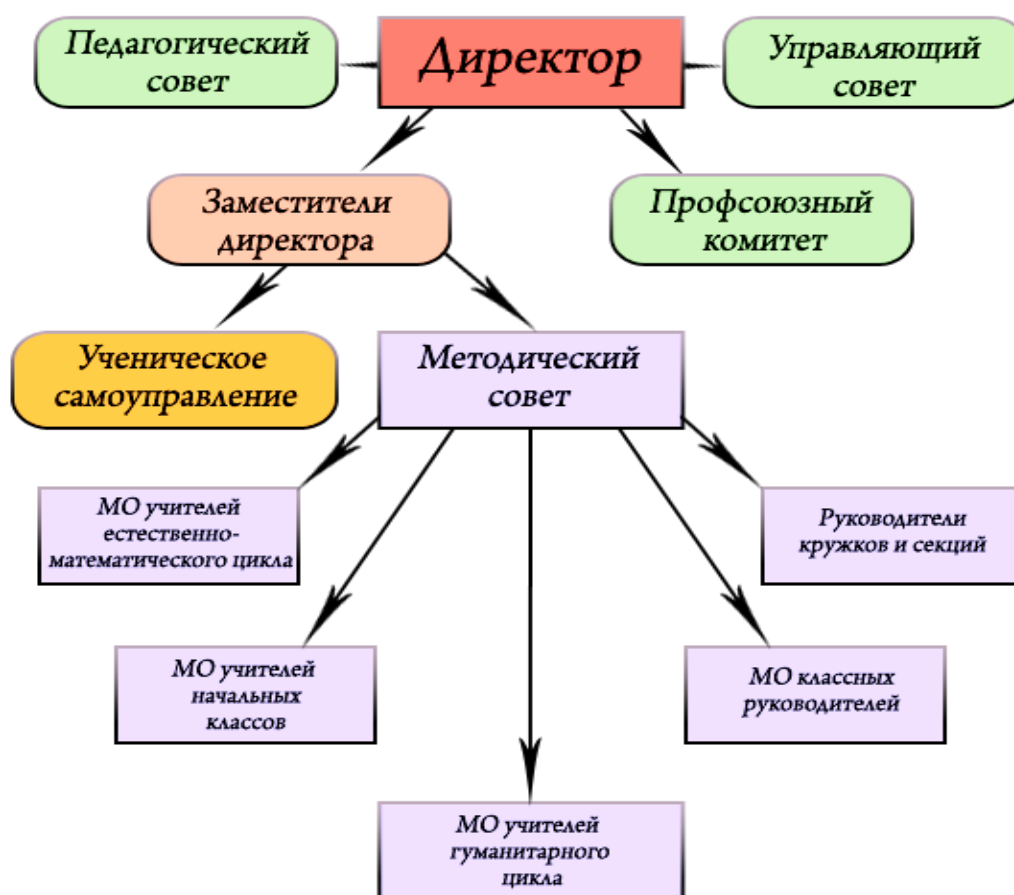 Педагогический
совет
Директор
Управляющий
совет
Заместители
директора
Профсоюзный
комитет
Ученическое
самоуправление
Методический
совет
МО учителей
естественно-
математического цикла
Руководители
кружков и секций
МО учителей
начальных
классов
МО классных
руководителей
МО учителей
гуманитарного
цикла